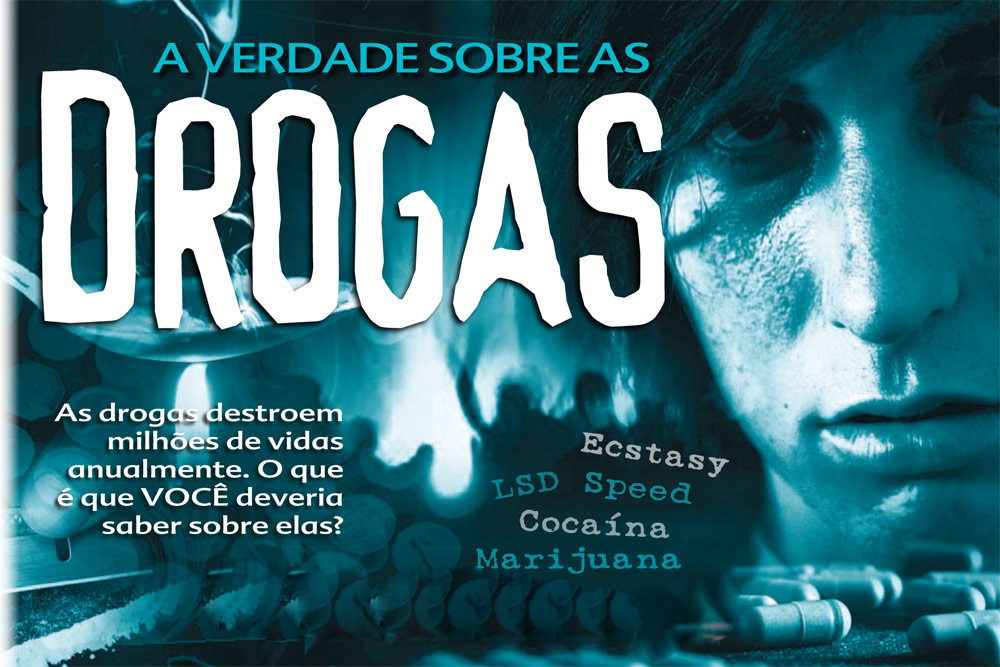 A VERDADE SOBRE AS
DROGAS
As drogas destroem
milhões de vidas
anualmente. O que
é que VOCÊ deveria
saber sobre elas?
Ecstasy
LSD Speed
Cocaína
Marijuana